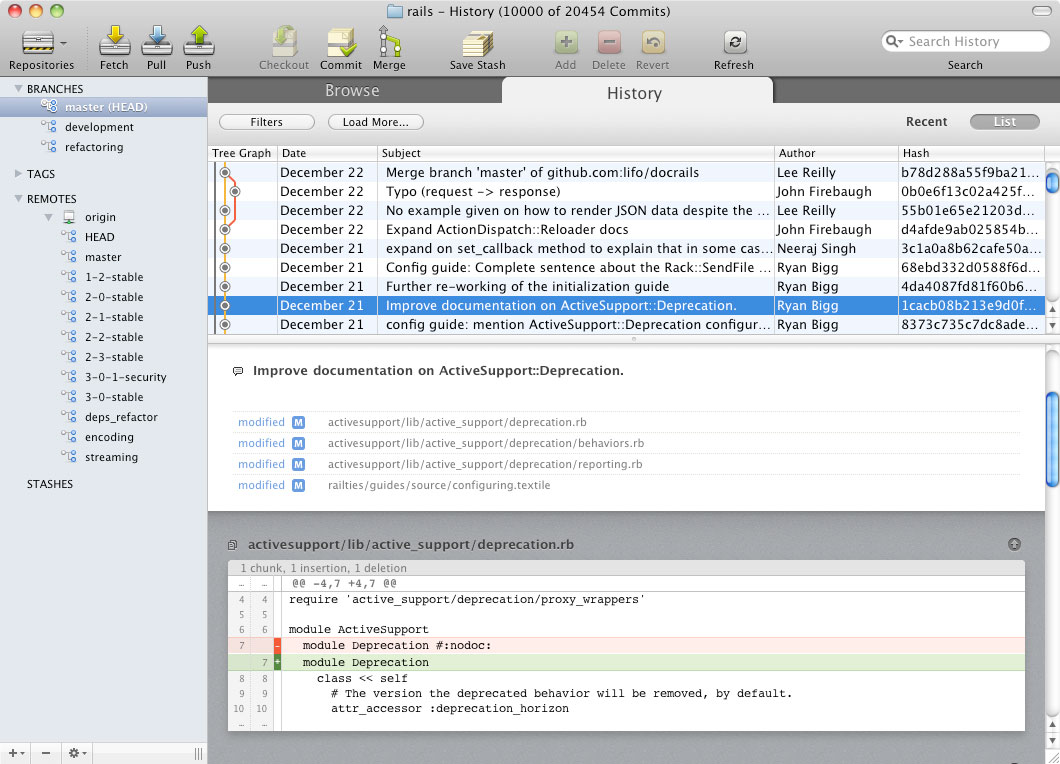 rails – History (10000 of 20454 Commits)
Repositories Fetch Pull Push Checkout Commit Merge Save Stash Add Delete Revert Refresh Search
Search History
BRANCHES
master (HEAD)
development
refactoring
TAGS
REMOTES
origin
HEAD
master
1-2-stable
2-0-stable
2-1-stable
2-2-stable
2-3-stable
3-0-1-security
3-0-stable
deps_refactor
encoding
streaming
STASHES
Browse History
Filters Load More... Recent List
Tree Graph Date Subject Author Hash
December 22 Merge branch 'master' of github.com:lifo/docrails Lee Reilly b78d288a55f9ba21...
December 22 Typo (request -> response) John Firebaugh 0b0e6f13c02a425f...
December 22 No example given on how to render JSON data despite the ... Lee Reilly 55b01e65e21203d...
December 22 Expand ActionDispatch::Reloader docs John Firebaugh d4afde9ab025854b...
December 21 expand on set_callback method to explain that in some cas... Neeraj Singh 3c1a0a8b62cafe50a...
December 21 Config guide: Complete sentence about the Rack::SendFile ... Ryan Bigg 68ebd332d0588f6d...
December 21 Further re-working of the initialization guide Ryan Bigg 4da4087fd81f60b6...
December 21 Improve documentation on ActiveSupport::Deprecation. Ryan Bigg 1cacb08b213e9d0f...
December 21 config guide: mention ActiveSupport::Deprecation configur... Ryan Bigg 8373c735c7dc8ade...
Improve documentation on ActiveSupport::Deprecation.
modified M activesupport/lib/active_support/deprecation.rb
modified M activesupport/lib/active_support/deprecation/behaviors.rb
modified M activesupport/lib/active_support/deprecation/reporting.rb
modified M railties/guides/source/configuring.textile
activesupport/lib/active_support/deprecation.rb
1 chunk, 1 insertion, 1 deletion
... ... @@ -4,7 +4,7 @@
4 4 require 'active_support/deprecation/proxy_wrappers'
5 5
6 6 module ActiveSupport
7 - module Deprecation #:nodoc:
7 + module Deprecation
8 8 class << self
9 9 # The version the deprecated behavior will be removed, by default.
10 10 attr_accessor :deprecation_horizon
... ...